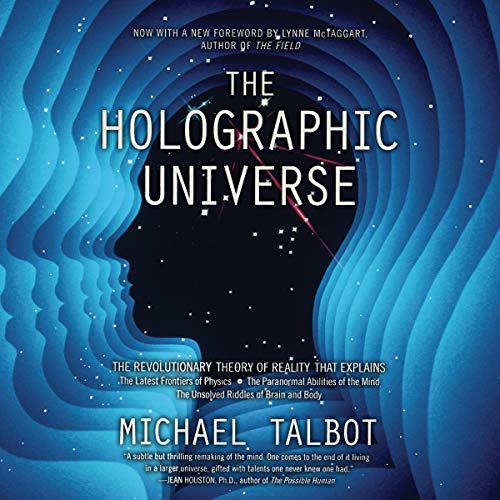 NOW WITH A NEW FOREWORD BY LYNNE McTAGGART,
AUTHOR OF THE FIELD
THE
HOLOGRAPHIC
UNIVERSE
THE REVOLUTIONARY THEORY OF REALITY THAT EXPLAINS
The Latest Frontiers of Physics • The Paranormal Abilities of the Mind
The Unsolved Riddles of Brain and Body
MICHAEL TALBOT
"A subtle but thrilling remaking of the mind. One comes to the end of it living
in a larger universe, gifted with talents one never knew one had."
—JEAN HOUSTON, Ph.D., author of The Possible Human